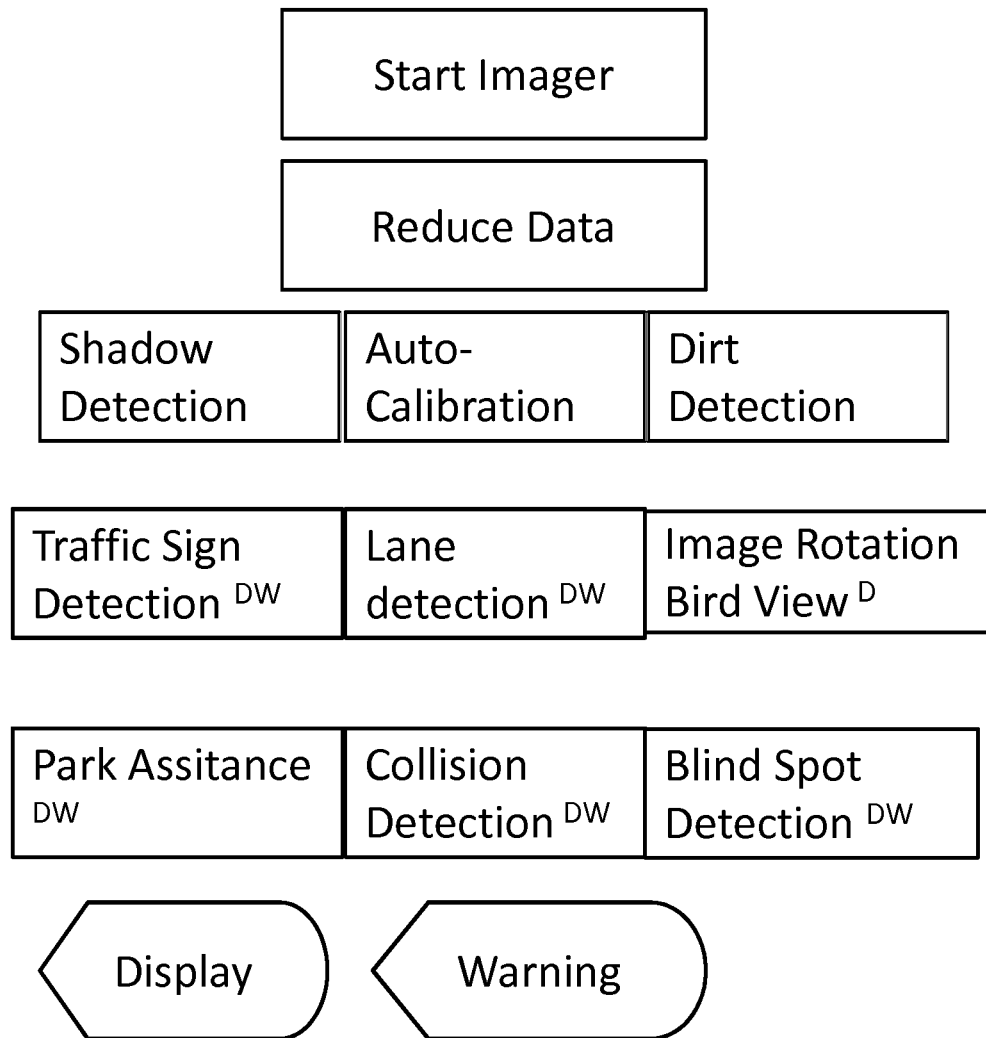 Start Imager
Reduce Data
Shadow
Detection
Auto-
Calibration
Dirt
Detection
Traffic Sign
Detection DW
Lane
detection DW
Image Rotation
Bird View D
Park Assitance
DW
Collision
Detection DW
Blind Spot
Detection DW
Display
Warning